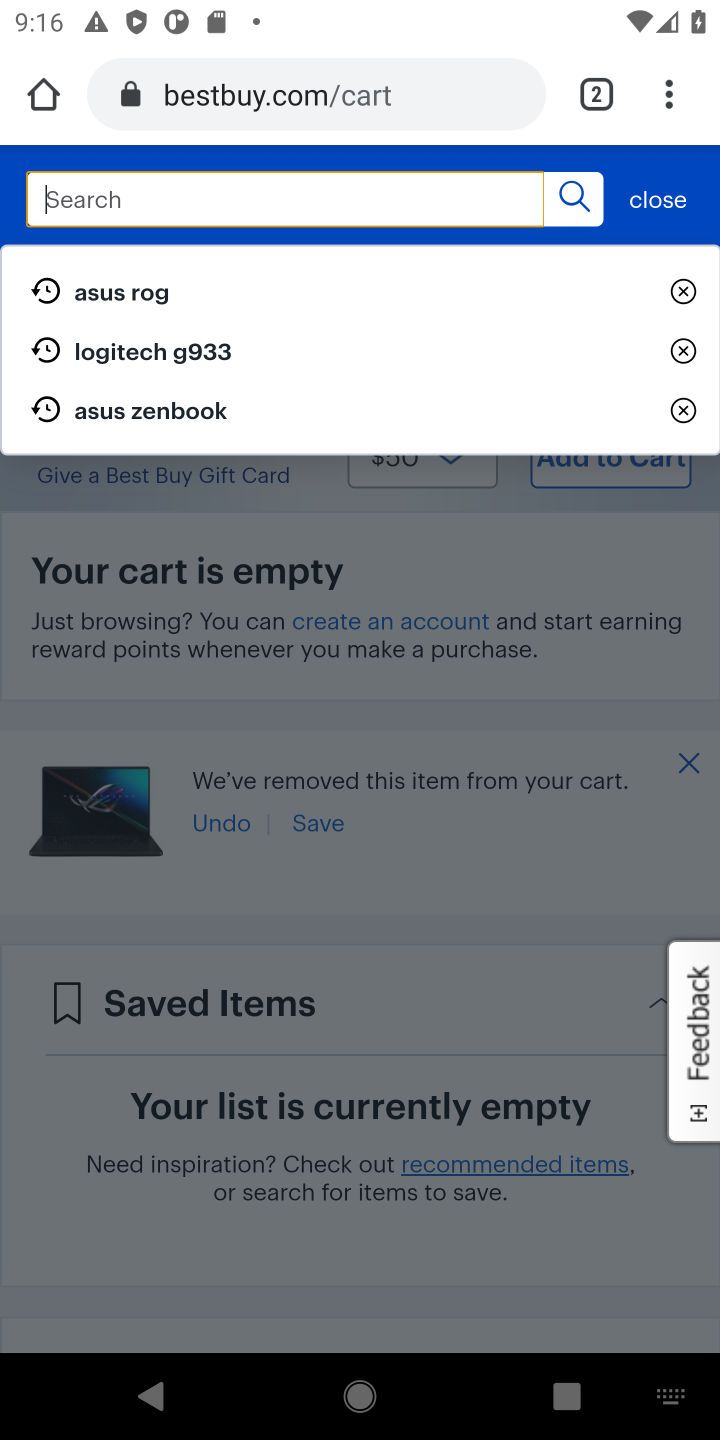 9:16
bestbuy.com/cart
2
Search
close
asus rog
logitech g933
asus zenbook
$50
Add to Cart
Give a Best Buy Gift Card
Your cart is empty
Just browsing? You can create an account and start earning
reward points whenever you make a purchase.
We’ve removed this item from your cart.
Undo | Save
Saved Items
Feedback
Your list is currently empty
Need inspiration? Check out recommended items,
or search for items to save.